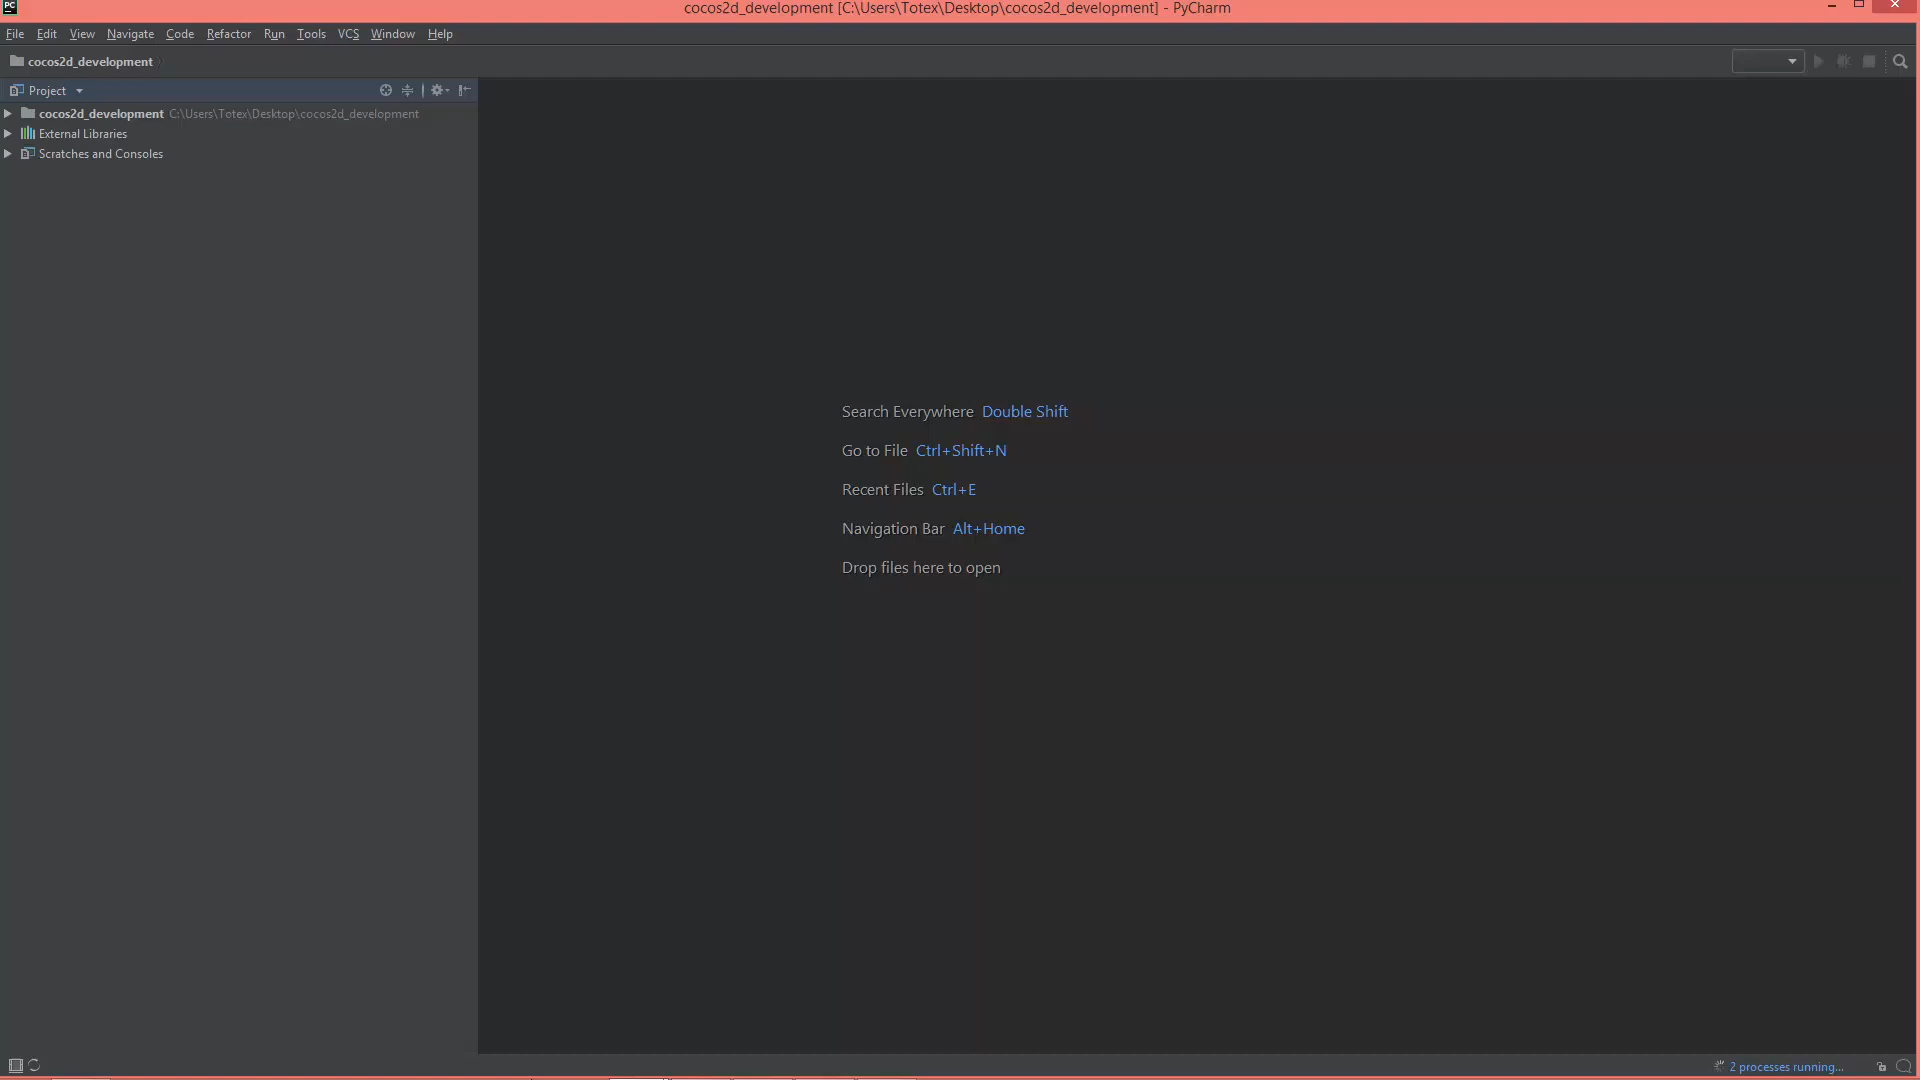 PC
cocos2d_development [C:\Users\Totex\Desktop\cocos2d_development] - PyCharm
File Edit View Navigate Code Refactor Run Tools VCS Window Help
cocos2d_development
Project
cocos2d_development C:\Users\Totex\Desktop\cocos2d_development
External Libraries
Scratches and Consoles
Search Everywhere Double Shift
Go to File Ctrl+Shift+N
Recent Files Ctrl+E
Navigation Bar Alt+Home
Drop files here to open
2 processes running...